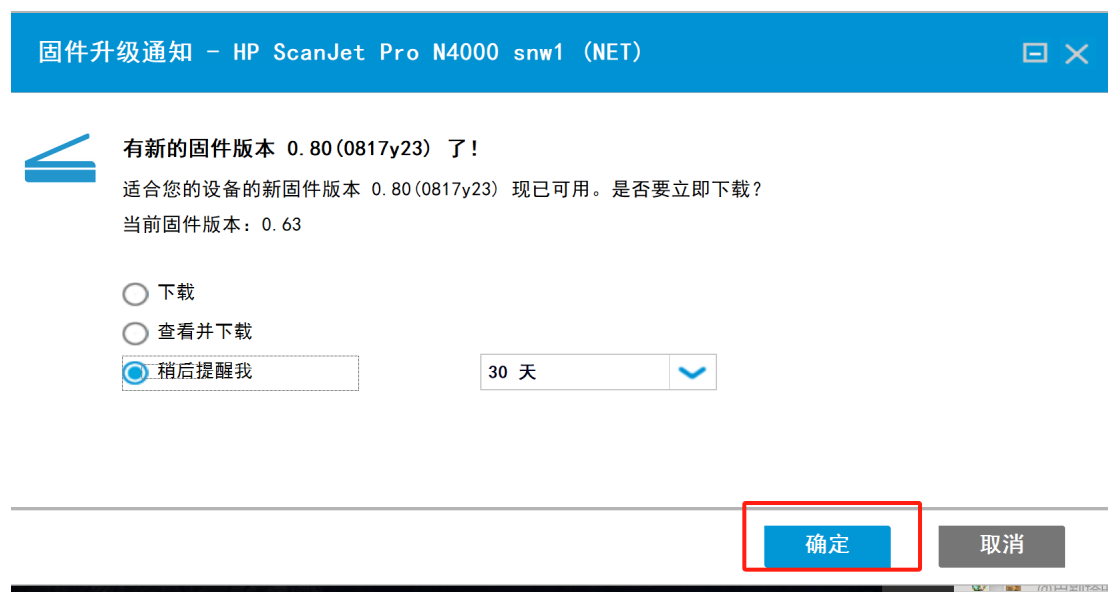 固件升级通知 - HP ScanJet Pro N4000 snw1 (NET)
有新的固件版本 0.80(0817y23) 了!
适合您的设备的新固件版本 0.80(0817y23) 现已可用。是否要立即下载?
当前固件版本: 0.63
下载
查看并下载
稍后提醒我
30 天
确定
取消